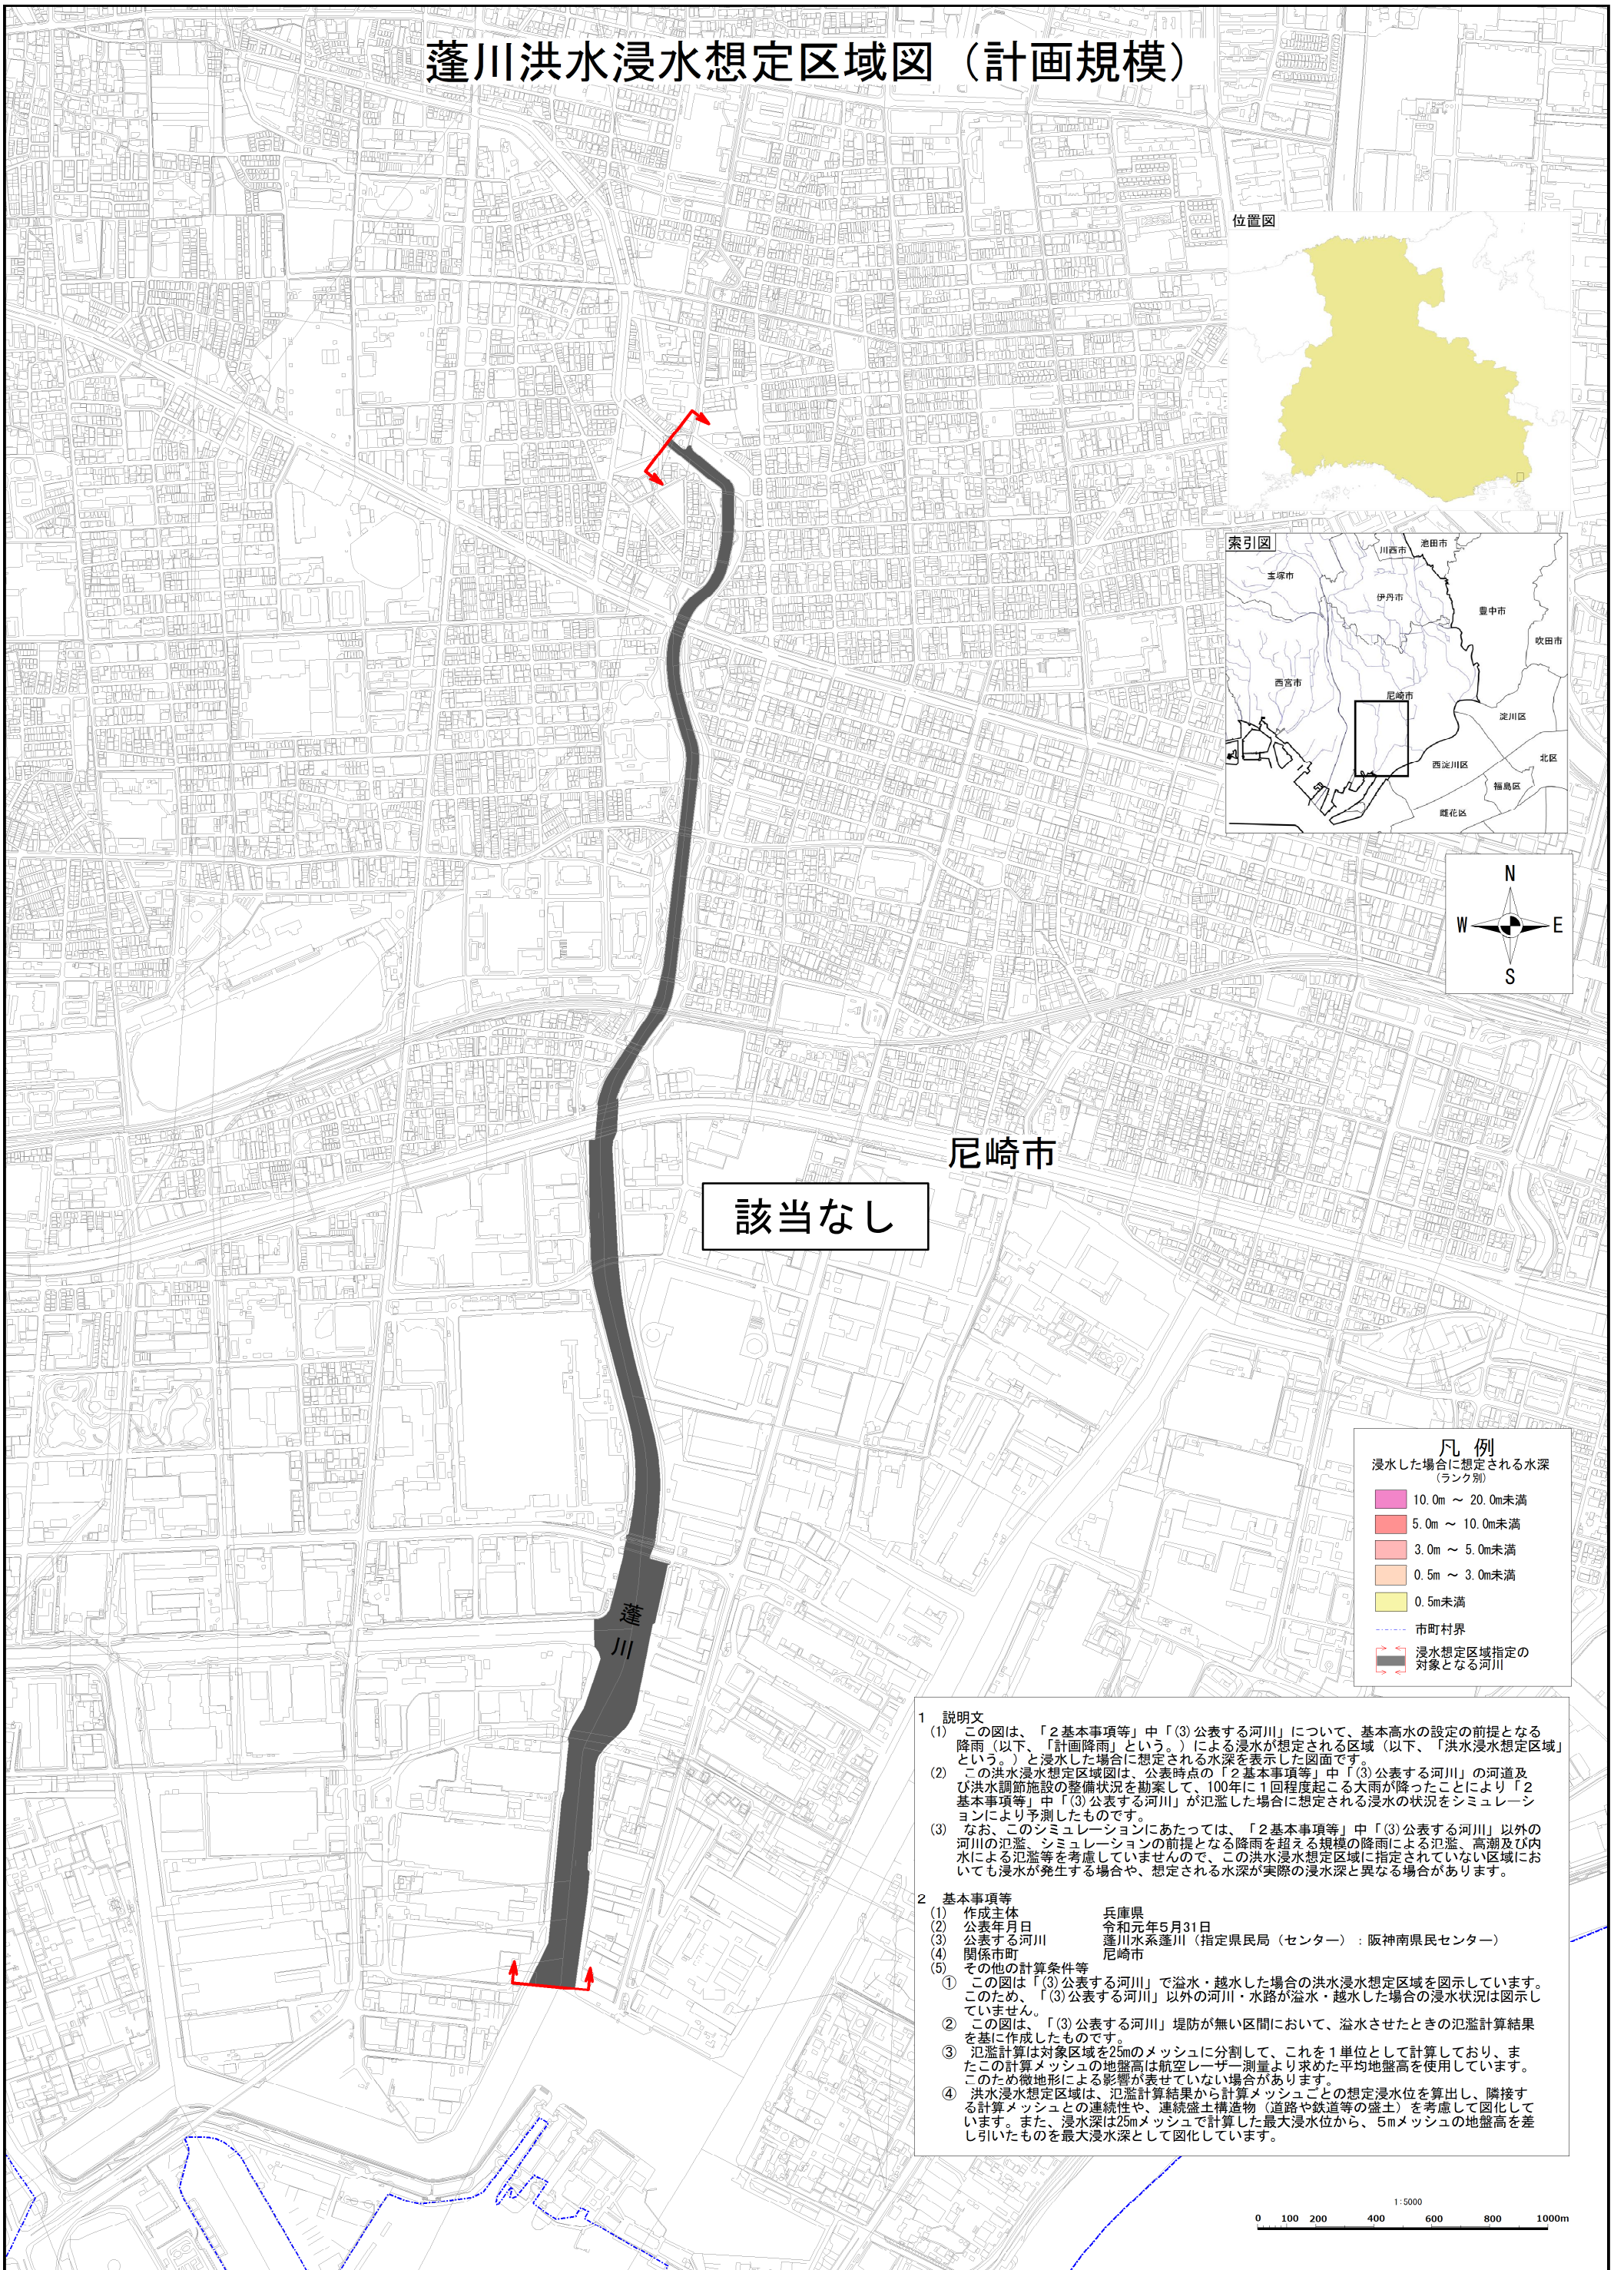 蓬川洪水浸水想定区域図（計画規模）
位置図
索引図
川西市
池田市
宝塚市
伊丹市
豊中市
吹田市
西宮市
尼崎市
淀川区
北区
西淀川区
福島区
此花区
N
W
E
S
尼崎市
該当なし
蓬
川
凡 例
浸水した場合に想定される水深
(ランク別)
10.0m ～ 20.0m未満
5.0m ～ 10.0m未満
3.0m ～ 5.0m未満
0.5m ～ 3.0m未満
0.5m未満
市町村界
浸水想定区域指定の
対象となる河川
1 説明文
(1) この図は、「２基本事項等」中「(3)公表する河川」について、基本高水の設定の前提となる
降雨（以下、「計画降雨」という。）による浸水が想定される区域（以下、「洪水浸水想定区域」
という。）と浸水した場合に想定される水深を表示した図面です。
(2) この洪水浸水想定区域図は、公表時点の「２基本事項等」中「(3)公表する河川」の河道及
び洪水調節施設の整備状況を勘案して、100年に１回程度起こる大雨が降ったことにより「２
基本事項等」中「(3)公表する河川」が氾濫した場合に想定される浸水の状況をシミュレーシ
ョンにより予測したものです。
(3) なお、このシミュレーションにあたっては、「２基本事項等」中「(3)公表する河川」以外の
河川の氾濫、シミュレーションの前提となる降雨を超える規模の降雨による氾濫、高潮及び内
水による氾濫等を考慮していませんので、この洪水浸水想定区域に指定されていない区域にお
いても浸水が発生する場合や、想定される水深が実際の浸水深と異なる場合があります。
2 基本事項等
(1) 作成主体 兵庫県
(2) 公表年月日 令和元年5月31日
(3) 公表する河川 蓬川水系蓬川（指定県民局（センター）：阪神南県民センター）
(4) 関係市町 尼崎市
(5) その他の計算条件等
① この図は「(3)公表する河川」で溢水・越水した場合の洪水浸水想定区域を図示しています。
このため、「(3)公表する河川」以外の河川・水路が溢水・越水した場合の浸水状況は図示し
ていません。
② この図は、「(3)公表する河川」堤防が無い区間において、溢水させたときの氾濫計算結果
を基に作成したものです。
③ 氾濫計算は対象区域を25mのメッシュに分割して、これを１単位として計算しており、ま
たこの計算メッシュの地盤高は航空レーザー測量より求めた平均地盤高を使用しています。
このため微地形による影響が表せていない場合があります。
④ 洪水浸水想定区域は、氾濫計算結果から計算メッシュごとの想定浸水位を算出し、隣接す
る計算メッシュとの連続性や、連続盛土構造物（道路や鉄道等の盛土）を考慮して図化して
います。また、浸水深は25mメッシュで計算した最大浸水位から、５mメッシュの地盤高を差
し引いたものを最大浸水深として図化しています。
1:5000
0 100 200 400 600 800 1000m